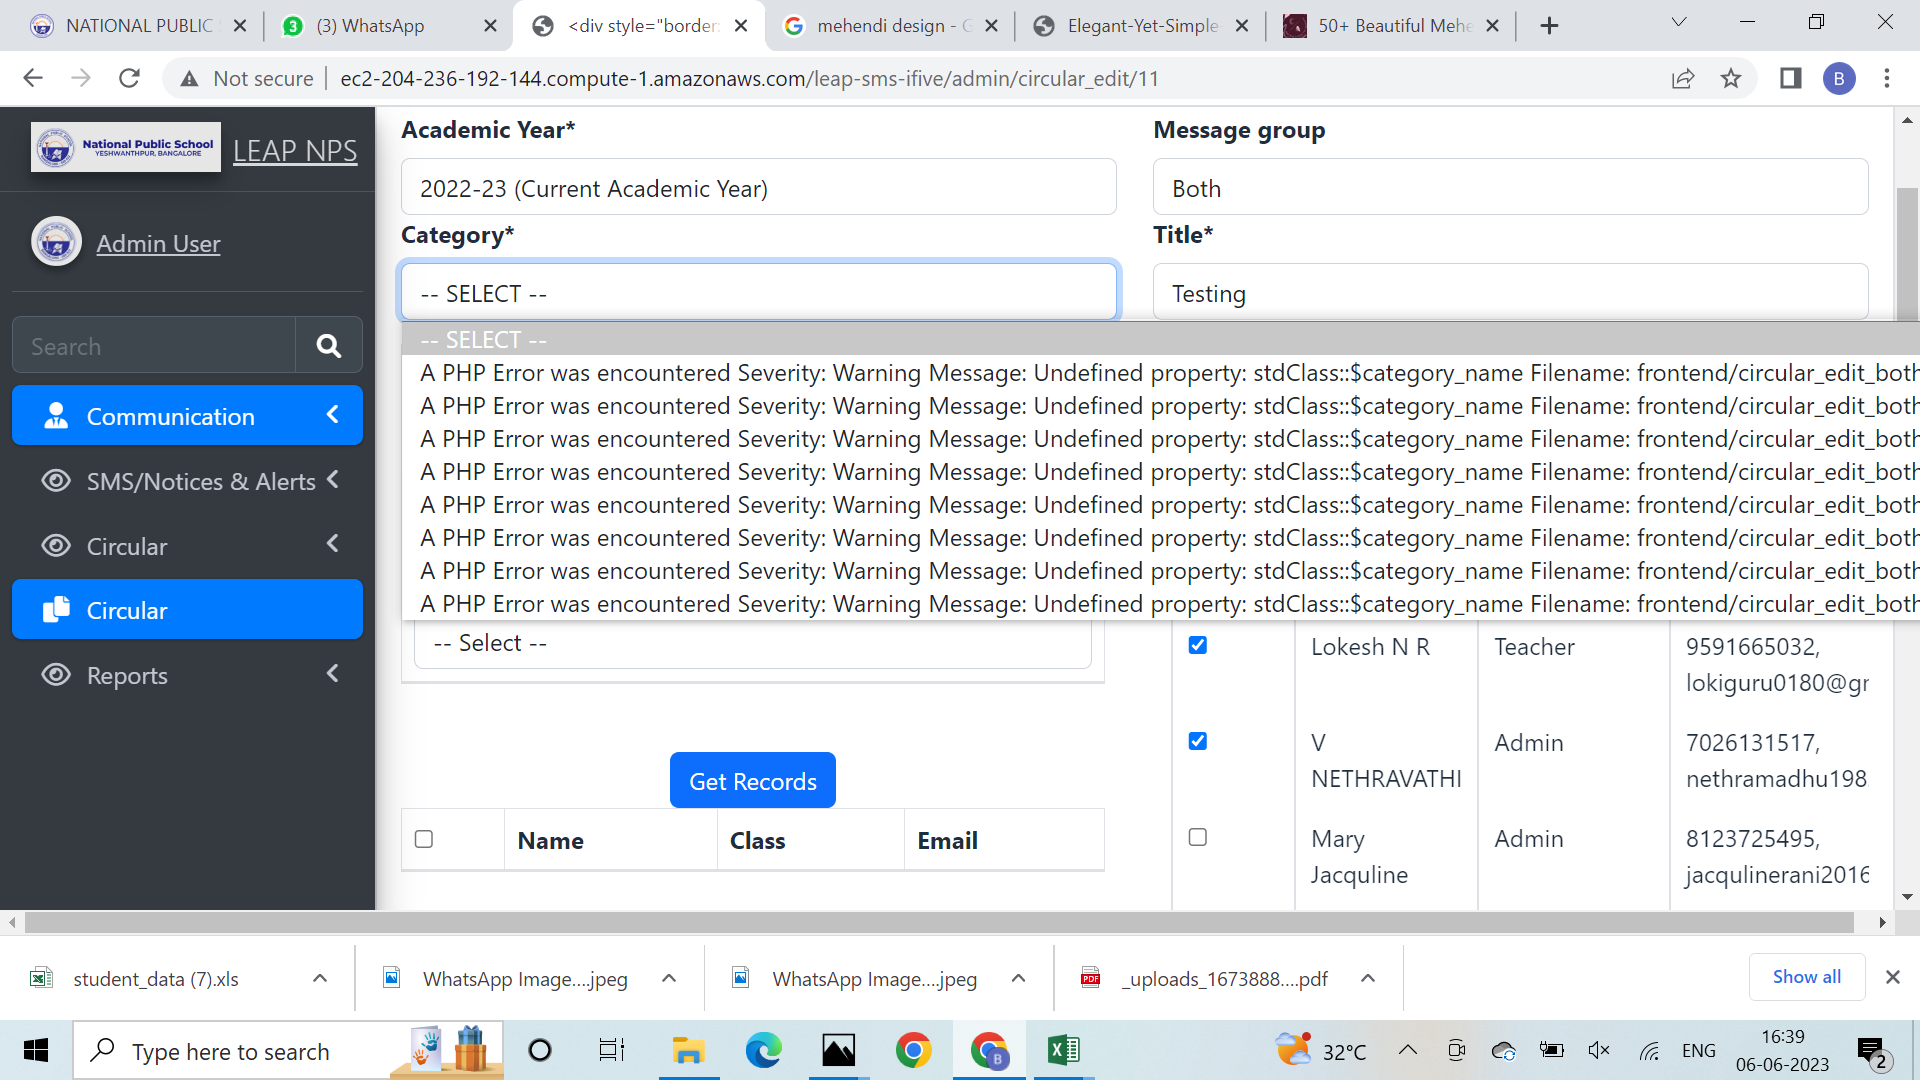 NATIONAL PUBLIC
(3) WhatsApp
<div style="border:
mehendi design - G
Elegant-Yet-Simple-
50+ Beautiful Mehe
Not secure
ec2-204-236-192-144.compute-1.amazonaws.com/leap-sms-ifive/admin/circular_edit/11
B
National Public School
YESHWANTHPUR, BANGALORE
LEAP NPS
Admin User
Search
Communication
SMS/Notices & Alerts
Circular
Circular
Reports
Academic Year*
Message group
2022-23 (Current Academic Year)
Both
Category*
Title*
-- SELECT --
Testing
-- SELECT --
A PHP Error was encountered Severity: Warning Message: Undefined property: stdClass::$category_name Filename: frontend/circular_edit_both
A PHP Error was encountered Severity: Warning Message: Undefined property: stdClass::$category_name Filename: frontend/circular_edit_both
A PHP Error was encountered Severity: Warning Message: Undefined property: stdClass::$category_name Filename: frontend/circular_edit_both
A PHP Error was encountered Severity: Warning Message: Undefined property: stdClass::$category_name Filename: frontend/circular_edit_both
A PHP Error was encountered Severity: Warning Message: Undefined property: stdClass::$category_name Filename: frontend/circular_edit_both
A PHP Error was encountered Severity: Warning Message: Undefined property: stdClass::$category_name Filename: frontend/circular_edit_both
A PHP Error was encountered Severity: Warning Message: Undefined property: stdClass::$category_name Filename: frontend/circular_edit_both
A PHP Error was encountered Severity: Warning Message: Undefined property: stdClass::$category_name Filename: frontend/circular_edit_both
-- Select --
Get Records
Name Class Email
Lokesh N R Teacher 9591665032,
lokiguru0180@gr
V Admin 7026131517,
NETHRAVATHI nethramadhu198
Mary Admin 8123725495,
Jacquline jacqulinerani2016
student_data (7).xls
WhatsApp Image....jpeg
WhatsApp Image....jpeg
_uploads_1673888....pdf
Show all
Type here to search
32°C
ENG
16:39
06-06-2023
2